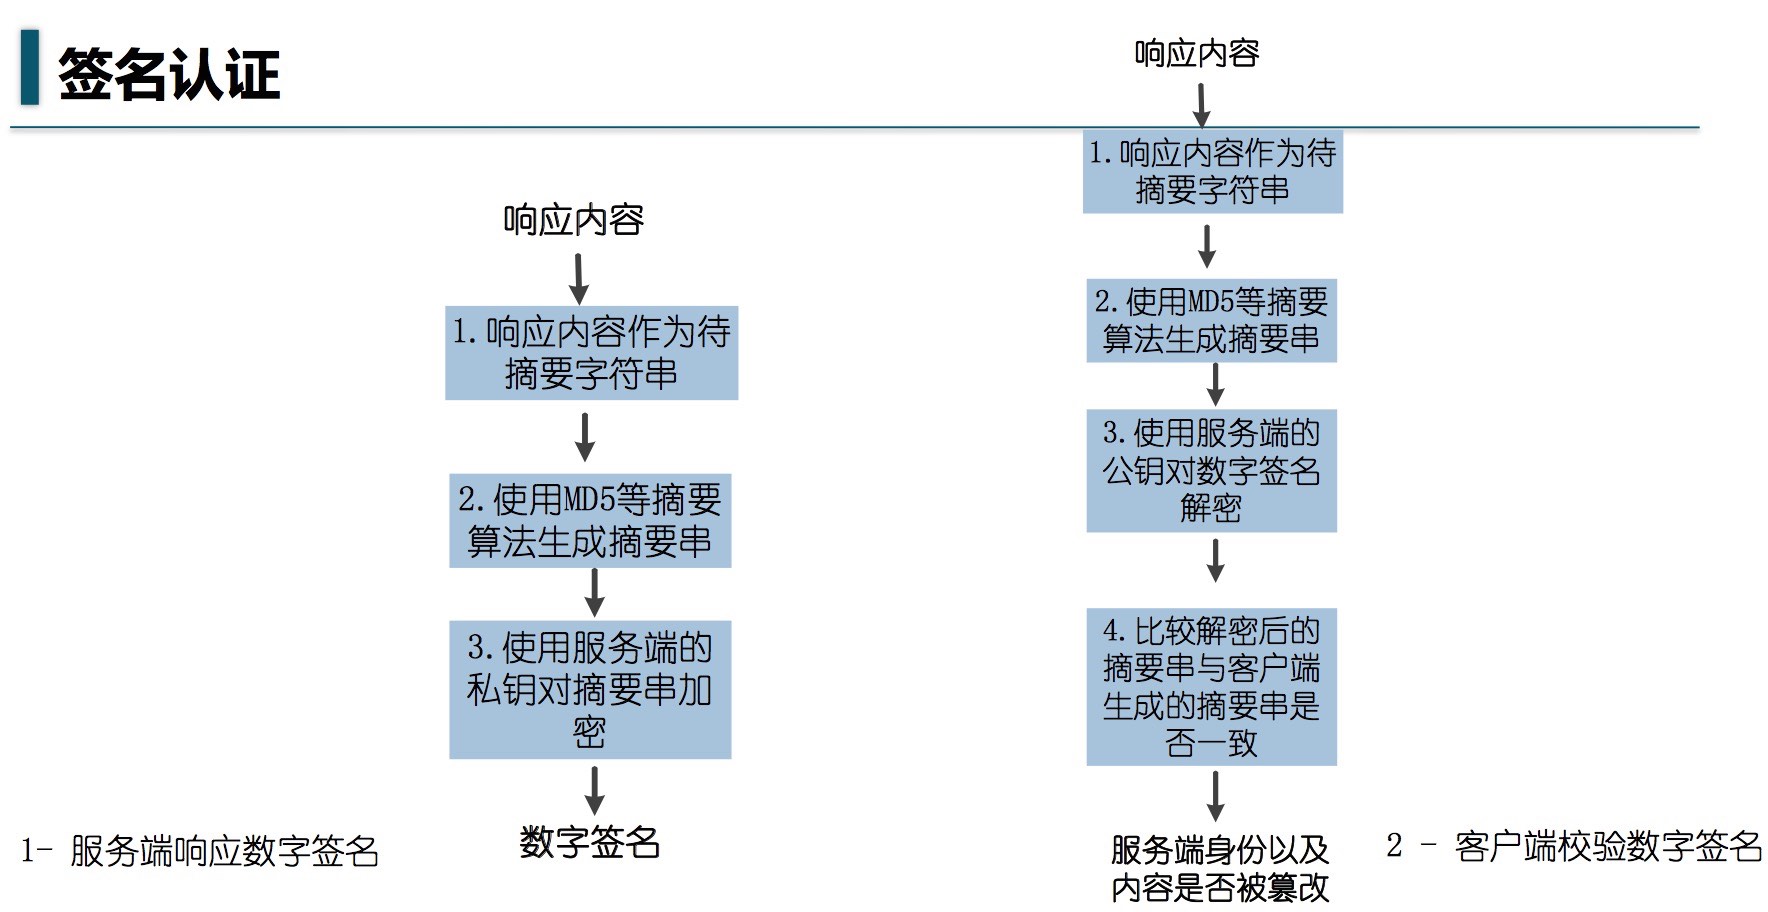 签名认证
响应内容
1.响应内容作为待
摘要字符串
2.使用MD5等摘要
算法生成摘要串
3.使用服务端的
私钥对摘要串加
密
数字签名
1- 服务端响应数字签名
响应内容
1.响应内容作为待
摘要字符串
2.使用MD5等摘要
算法生成摘要串
3.使用服务端的
公钥对数字签名
解密
4.比较解密后的
摘要串与客户端
生成的摘要串是
否一致
服务端身份以及
内容是否被篡改
2 - 客户端校验数字签名